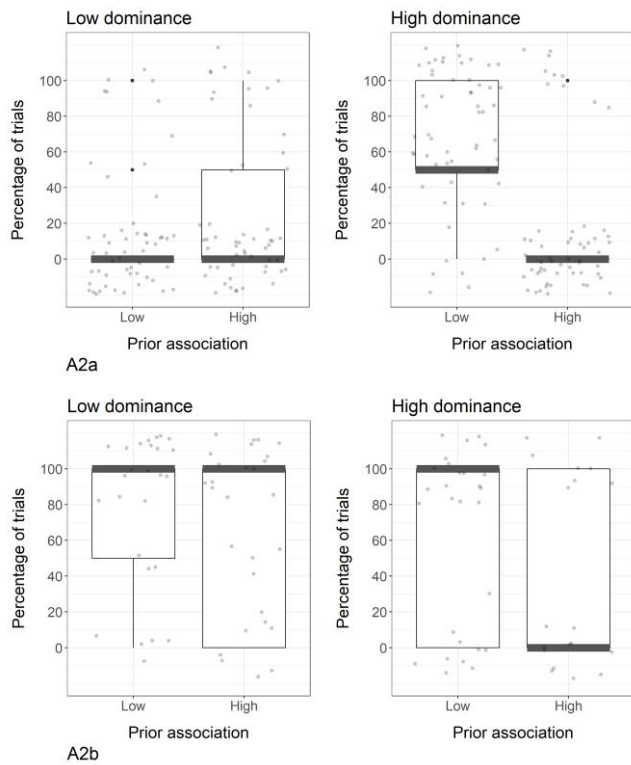 Low dominance
Percentage of trials
100
80
60
40
20
0
Low
High
Prior association
High dominance
Percentage of trials
100
80
60
40
20
0
Low
High
Prior association
A2a
Low dominance
Percentage of trials
100
80
60
40
20
0
Low
High
Prior association
High dominance
Percentage of trials
100
80
60
40
20
0
Low
High
Prior association
A2b